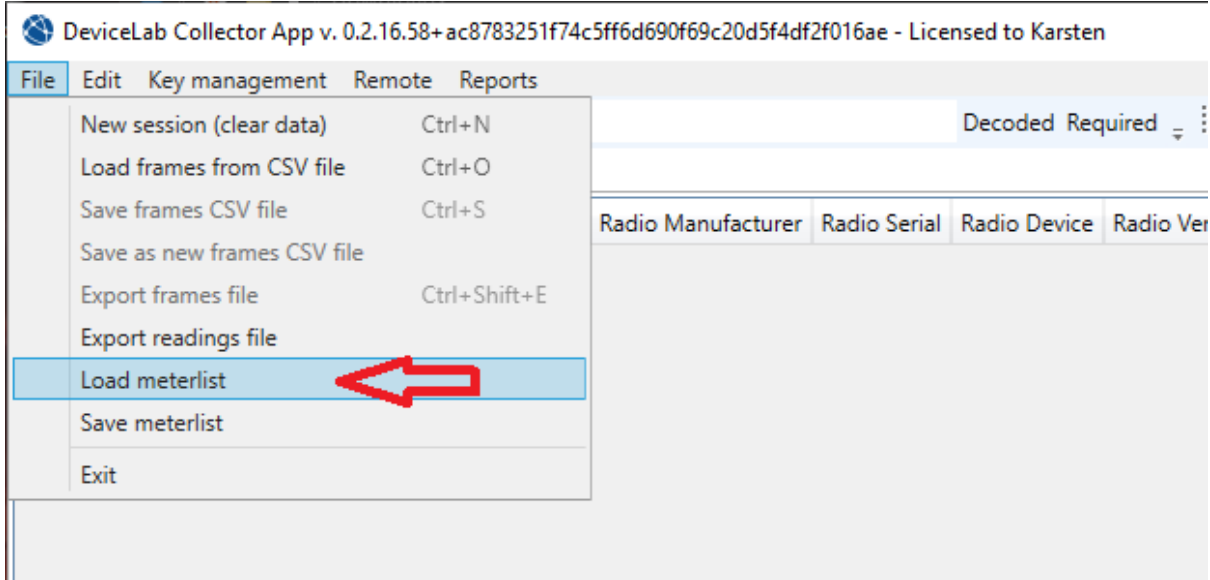 DeviceLab Collector App v. 0.2.16.58+ac8783251f74c5ff6d690f69c20d5f4df2f016ae - Licensed to Karsten
File Edit Key management Remote Reports
New session (clear data) Ctrl+N
Decoded Required
Load frames from CSV file Ctrl+O
Save frames CSV file Ctrl+S
Radio Manufacturer Radio Serial Radio Device Radio Ver
Save as new frames CSV file
Export frames file Ctrl+Shift+E
Export readings file
Load meterlist
Save meterlist
Exit